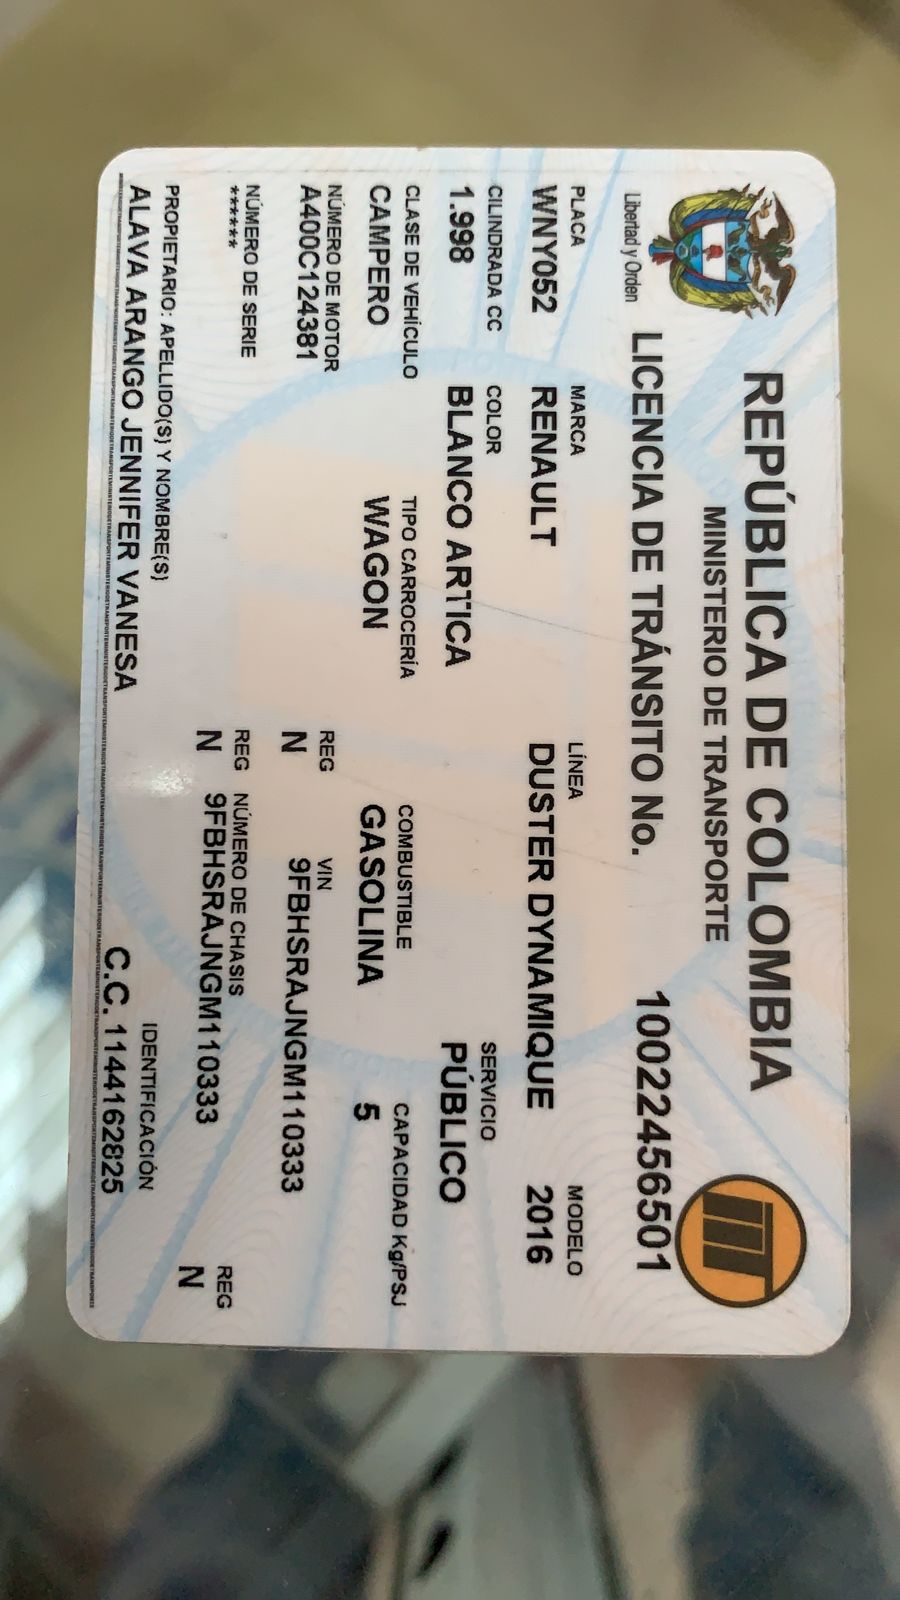 REPÚBLICA DE COLOMBIA
MINISTERIO DE TRANSPORTE
Libertad y Orden
LICENCIA DE TRÁNSITO No. 10022456501
PLACA MARCA LÍNEA MODELO
WNY052 RENAULT DUSTER DYNAMIQUE 2016
CILINDRADA CC COLOR SERVICIO
1.998 BLANCO ARTICA PÚBLICO
CLASE DE VEHÍCULO TIPO CARROCERÍA COMBUSTIBLE CAPACIDAD Kg/PSJ
CAMPERO WAGON GASOLINA 5
NÚMERO DE MOTOR REG VIN
A400C124381 N 9FBHSRAJNGM110333
NÚMERO DE SERIE REG NÚMERO DE CHASIS REG
***** N 9FBHSRAJNGM110333 N
PROPIETARIO: APELLIDO(S) Y NOMBRE(S) IDENTIFICACIÓN
ALAVA ARANGO JENNIFER VANESA C.C. 1144162825